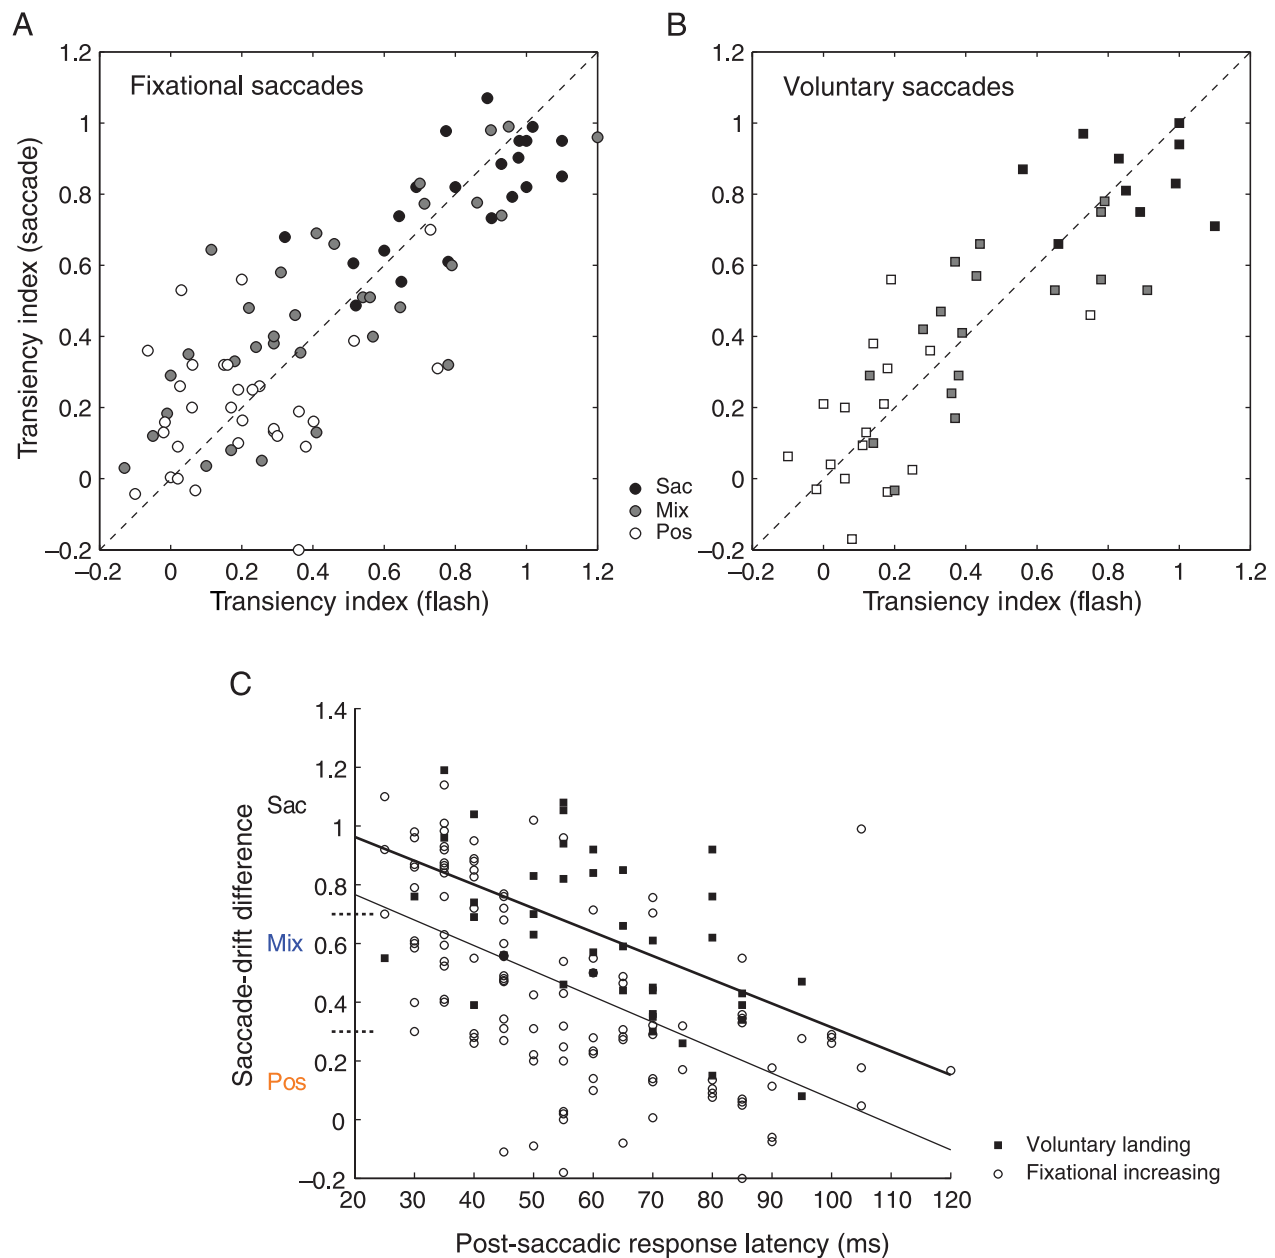 A
Fixational saccades
1.2
1
0.8
0.6
0.4
0.2
0
−0.2
Transiency index (saccade)
−0.2 0 0.2 0.4 0.6 0.8 1 1.2
Transiency index (flash)
Sac
Mix
Pos
B
Voluntary saccades
1.2
1
0.8
0.6
0.4
0.2
0
−0.2
−0.2 0 0.2 0.4 0.6 0.8 1 1.2
Transiency index (flash)
C
1.4
1.2
1
0.8
0.6
0.4
0.2
0
−0.2
Saccade-drift difference
Sac
Mix
Pos
20 30 40 50 60 70 80 90 100 110 120
Post-saccadic response latency (ms)
Voluntary landing
Fixational increasing